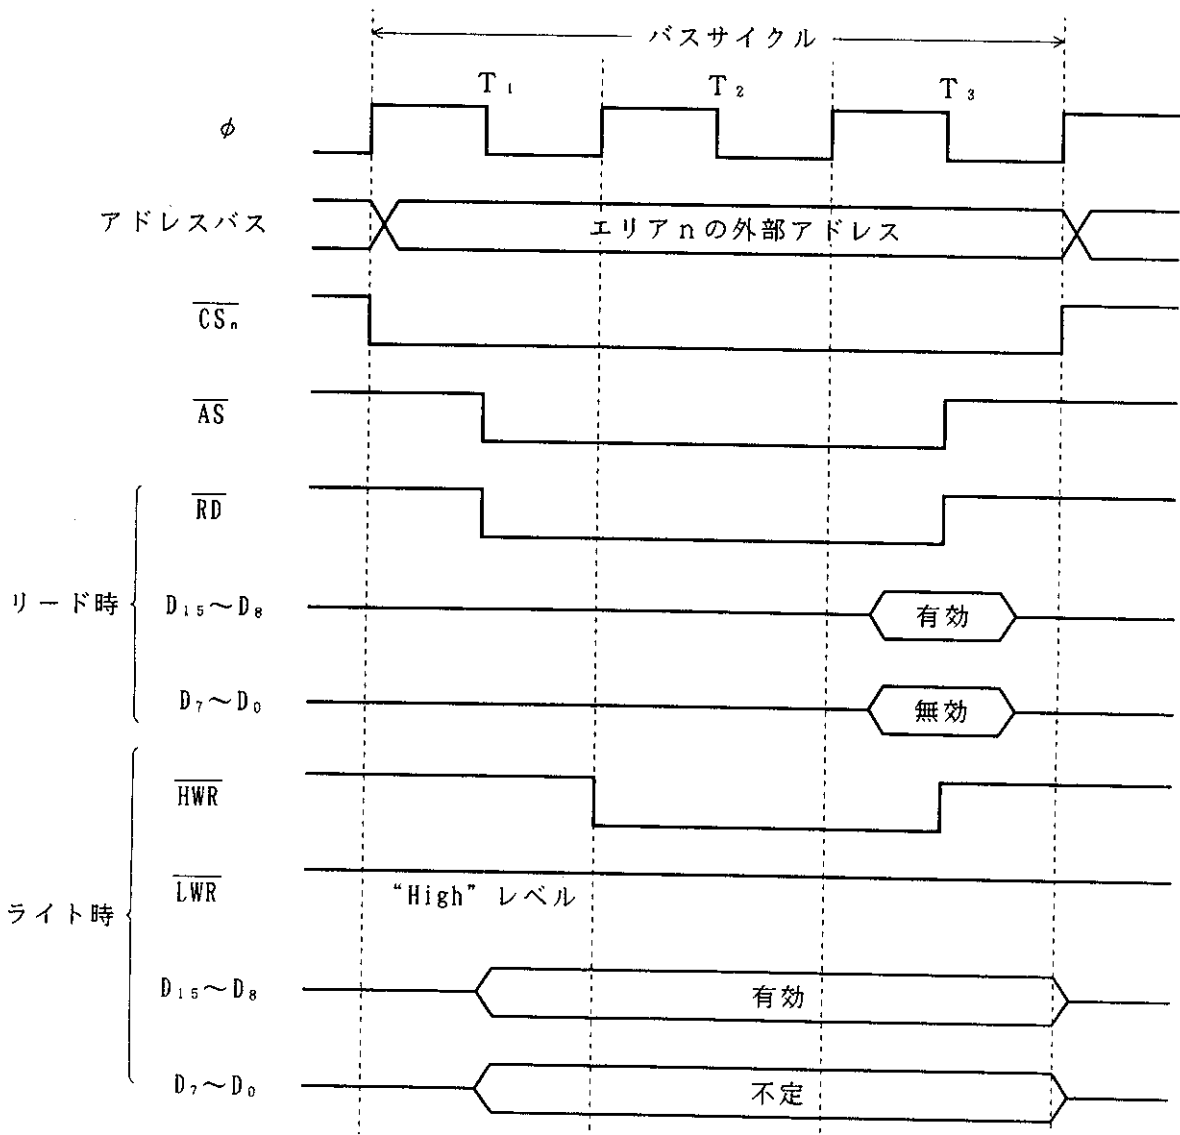 バスサイクル
T₁ T₂ T₃
φ
アドレスバス エリアnの外部アドレス
CSₙ
AS
リード時
RD
D₁₅～D₈ 有効
D₇～D₀ 無効
ライト時
HWR
LWR “High” レベル
D₁₅～D₈ 有効
D₇～D₀ 不定